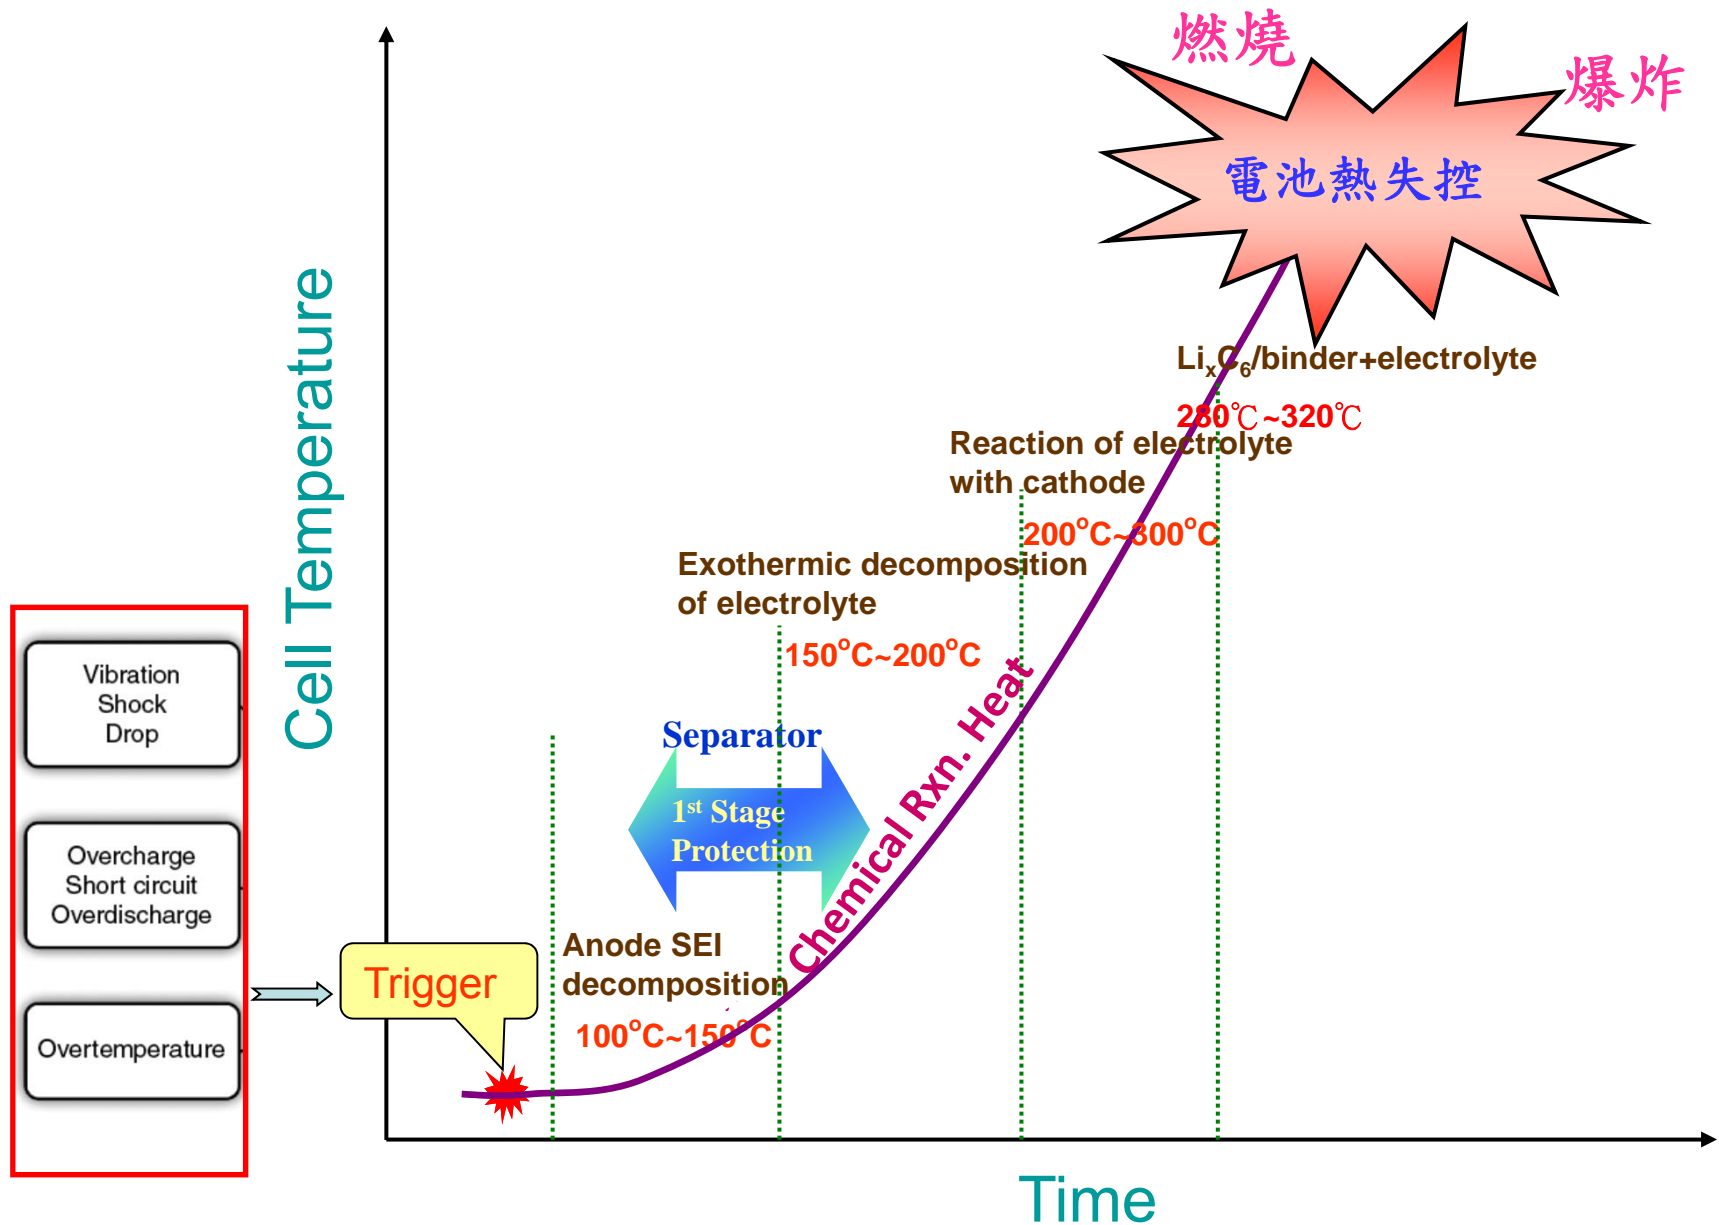 燃燒
爆炸
電池熱失控
Cell Temperature
LiₓC₆/binder+electrolyte
280℃~320℃
Reaction of electrolyte
with cathode
200°C~300°C
Exothermic decomposition
of electrolyte
150°C~200°C
Chemical Rxn. Heat
Separator
1st Stage
Protection
Anode SEI
decomposition
100°C~150°C
Vibration
Shock
Drop
Overcharge
Short circuit
Overdischarge
Overtemperature
Trigger
Time